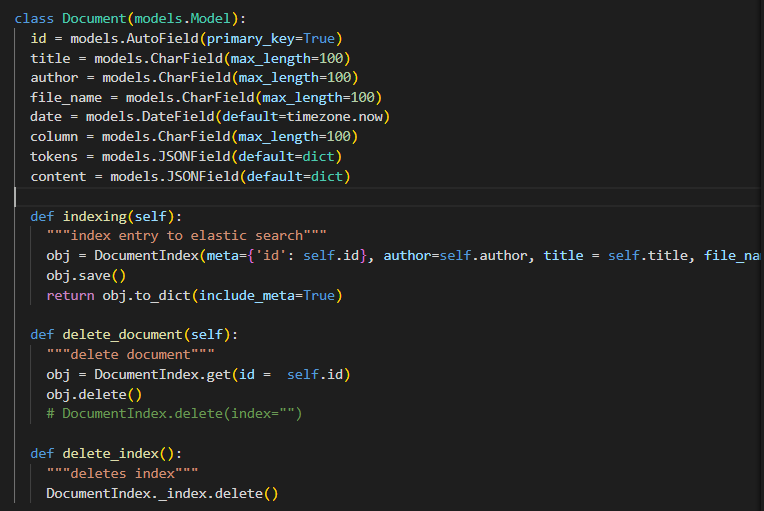 class Document(models.Model):
id = models.AutoField(primary_key=True)
title = models.CharField(max_length=100)
author = models.CharField(max_length=100)
file_name = models.CharField(max_length=100)
date = models.DateField(default=timezone.now)
column = models.CharField(max_length=100)
tokens = models.JSONField(default=dict)
content = models.JSONField(default=dict)
def indexing(self):
"""index entry to elastic search"""
obj = DocumentIndex(meta={'id': self.id}, author=self.author, title = self.title, file_na
obj.save()
return obj.to_dict(include_meta=True)
def delete_document(self):
"""delete document"""
obj = DocumentIndex.get(id =  self.id)
obj.delete()
# DocumentIndex.delete(index="")
def delete_index():
"""deletes index"""
DocumentIndex._index.delete()